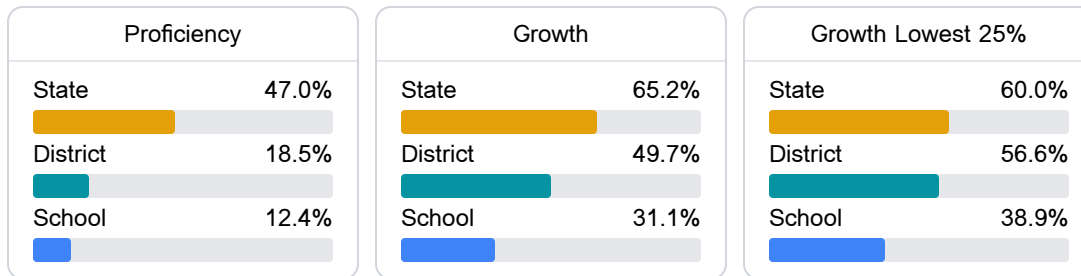 Proficiency
State 47.0%
District 18.5%
School 12.4%
Growth
State 65.2%
District 49.7%
School 31.1%
Growth Lowest 25%
State 60.0%
District 56.6%
School 38.9%